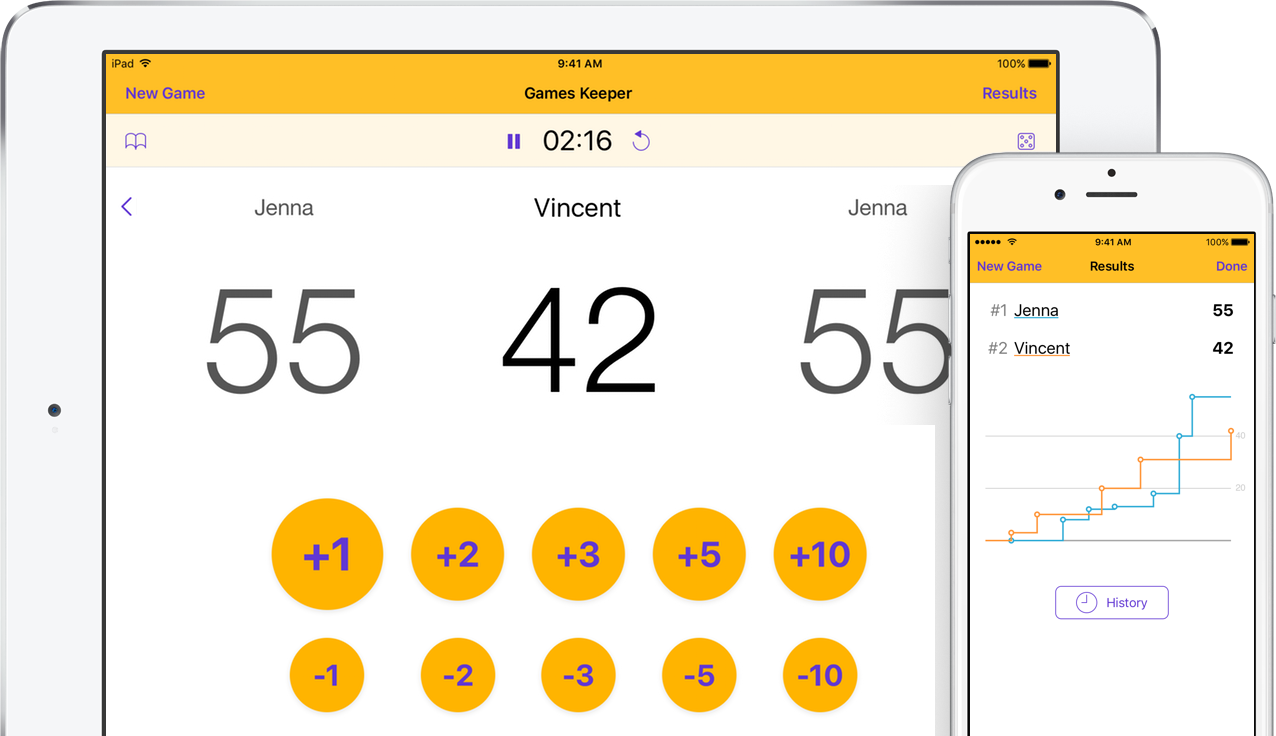 iPad 9:41 AM 100%
New Game Games Keeper Results
02:16
Jenna Vincent Jenna
55 42 55
+1 +2 +3 +5 +10
-1 -2 -3 -5 -10
9:41 AM 100%
New Game Results Done
#1 Jenna 55
#2 Vincent 42
40
20
History